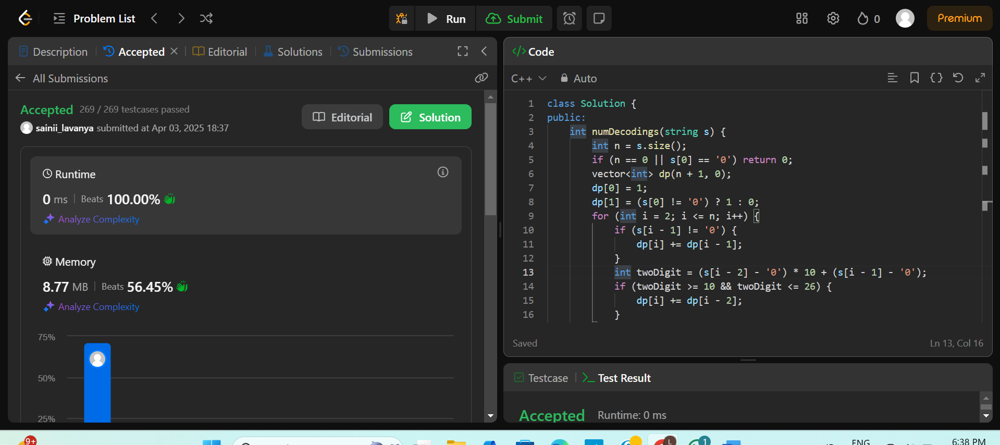 Problem List
Run
Submit
0
Premium
Description
Accepted
Editorial
Solutions
Submissions
All Submissions
Accepted 269 / 269 testcases passed
sainii_lavanya submitted at Apr 03, 2025 18:37
Editorial
Solution
Runtime
0 ms Beats 100.00%
Analyze Complexity
Memory
8.77 MB Beats 56.45%
Analyze Complexity
75%
50%
25%
</> Code
C++ Auto
1 class Solution {
2 public:
3 int numDecodings(string s) {
4 int n = s.size();
5 if (n == 0 || s[0] == '0') return 0;
6 vector<int> dp(n + 1, 0);
7 dp[0] = 1;
8 dp[1] = (s[0] != '0') ? 1 : 0;
9 for (int i = 2; i <= n; i++) {
10 if (s[i - 1] != '0') {
11 dp[i] += dp[i - 1];
12 }
13 int twoDigit = (s[i - 2] - '0') * 10 + (s[i - 1] - '0');
14 if (twoDigit >= 10 && twoDigit <= 26) {
15 dp[i] += dp[i - 2];
16 }
Saved
Ln 13, Col 16
Testcase
Test Result
Accepted Runtime: 0 ms
9+
L
1
ENG
6:38 PM